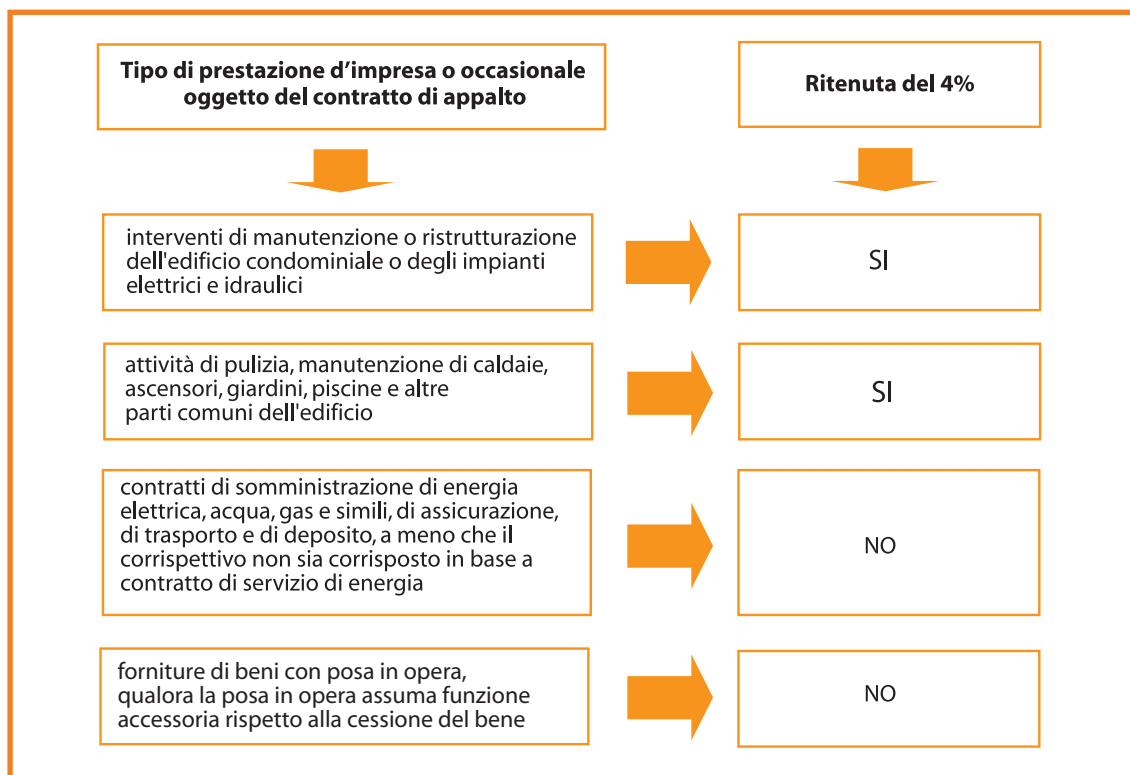 Tipo di prestazione d’impresa o occasionale
oggetto del contratto di appalto
Ritenuta del 4%
interventi di manutenzione o ristrutturazione
dell'edificio condominiale o degli impianti
elettrici e idraulici
SI
attività di pulizia, manutenzione di caldaie,
ascensori, giardini, piscine e altre
parti comuni dell'edificio
SI
contratti di somministrazione di energia
elettrica, acqua, gas e simili, di assicurazione,
di trasporto e di deposito, a meno che il
corrispettivo non sia corrisposto in base a
contratto di servizio di energia
NO
forniture di beni con posa in opera,
qualora la posa in opera assuma funzione
accessoria rispetto alla cessione del bene
NO